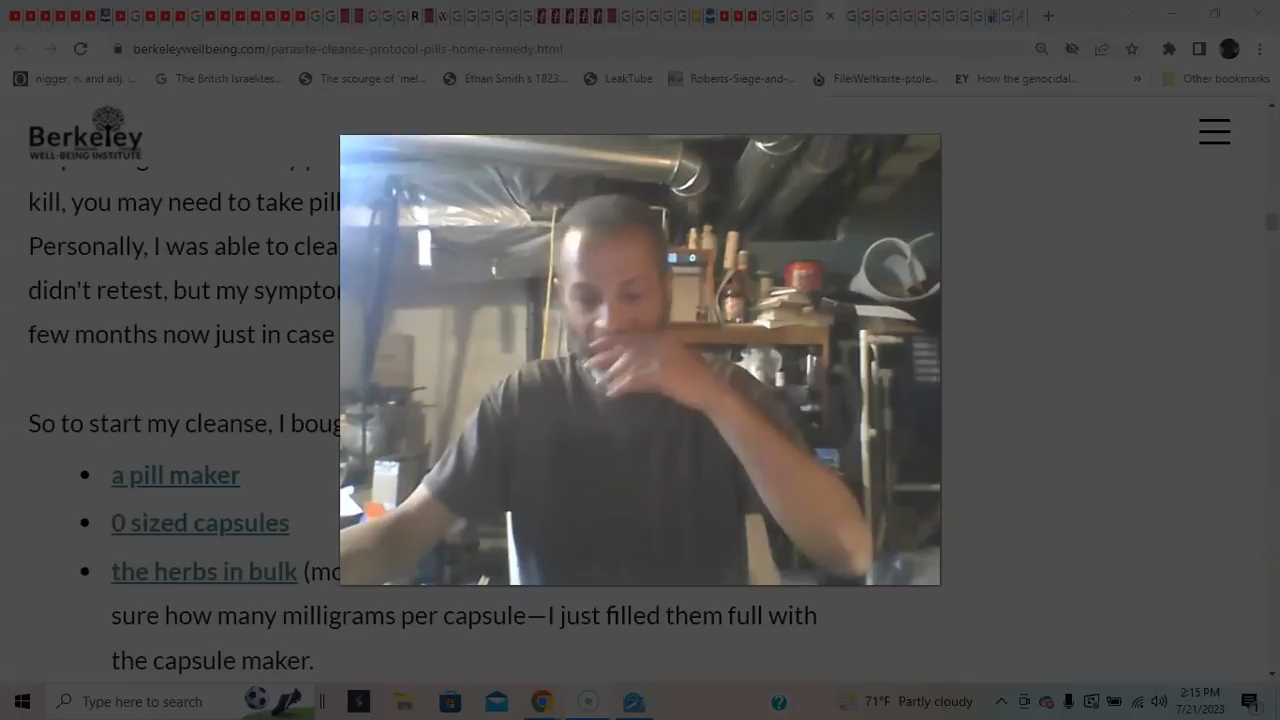 berkeleywellbeing.com/parasite-cleanse-protocol-pills-home-remedy.html
nigger, n. and adj. :...
The British Israelites...
The scourge of 'mel...
Ethan Smith's 1823...
LeakTube
Roberts-Siege-and-...
File:Weltkarte-ptole...
EY How the genocidal...
»
Other bookmarks
Berkeley
WELL-BEING INSTITUTE
kill, you may need to take pil
Personally, I was able to clea
didn't retest, but my sympto
few months now just in case
So to start my cleanse, I boug
• a pill maker
• 0 sized capsules
• the herbs in bulk (mo
sure how many milligrams per capsule—I just filled them full with
the capsule maker.
Type here to search
71°F Partly cloudy
2:15 PM
7/21/2023